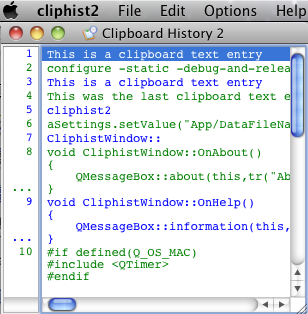 cliphist2 File Edit Options Help
Clipboard History 2
1 This is a clipboard text entry
2 configure -static -debug-and-relea
3 This is a clipboard text entry
4 This was the last clipboard text e
5 cliphist2
6 aSettings.setValue("App/DataFileNa
7 CliphistWindow::
8 void CliphistWindow::OnAbout()
{
QMessageBox::about(this,tr("Ab
... }
9 void CliphistWindow::OnHelp()
{
QMessageBox::information(this,
... }
10 #if defined(Q_OS_MAC)
#include <QTimer>
#endif